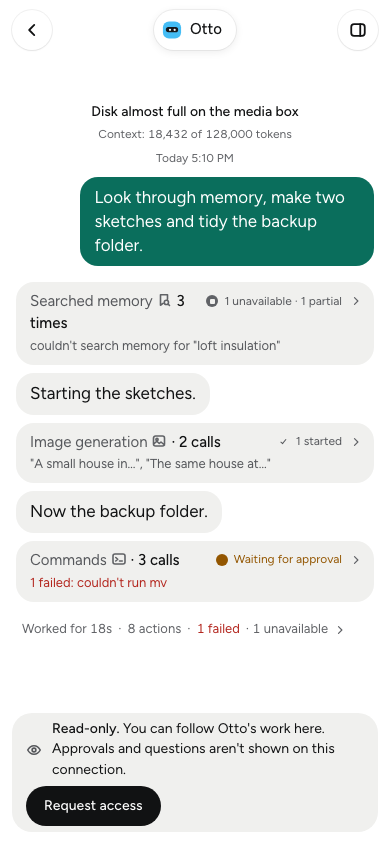 Otto
Disk almost full on the media box
Context: 18,432 of 128,000 tokens
Today 5:10 PM
Look through memory, make two
sketches and tidy the backup
folder.
Searched memory 3 1 unavailable · 1 partial
times
couldn't search memory for "loft insulation"
Starting the sketches.
Image generation · 2 calls 1 started
"A small house in…", "The same house at…"
Now the backup folder.
Commands · 3 calls Waiting for approval
1 failed: couldn't run mv
Worked for 18s · 8 actions · 1 failed · 1 unavailable
Read-only. You can follow Otto's work here.
Approvals and questions aren't shown on this
connection.
Request access